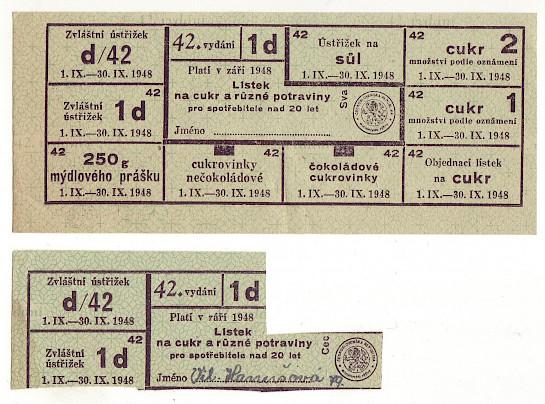 Zvláštní ústřižek
d/42
1. IX.—30. IX. 1948
42. vydání
1d
Platí v září 1948
Lístek
na cukr a různé potraviny
pro spotřebitele nad 20 let
Jméno
Sva
42
Ústřižek na
sůl
1. IX.—30. IX. 1948
42
cukr 2
množství podle oznámení
1. IX.—30. IX. 1948
42
Zvláštní
ústřižek 1d
1. IX.—30. IX. 1948
42
cukr 1
množství podle oznámení
1. IX.—30. IX. 1948
42
250g
mýdlového prášku
1. IX.—30. IX. 1948
42
cukrovinky
nečokoládové
1. IX.—30. IX. 1948
42
čokoládové
cukrovinky
1. IX.—30. IX. 1948
42
Objednací lístek
na cukr
1. IX.—30. IX. 1948
Zvláštní ústřižek
d/42
1. IX.—30. IX. 1948
42. vydání
1d
Platí v září 1948
Lístek
na cukr a různé potraviny
pro spotřebitele nad 20 let
Jméno
Cec
42
Zvláštní
ústřižek 1d
1. IX.—30. IX. 1948